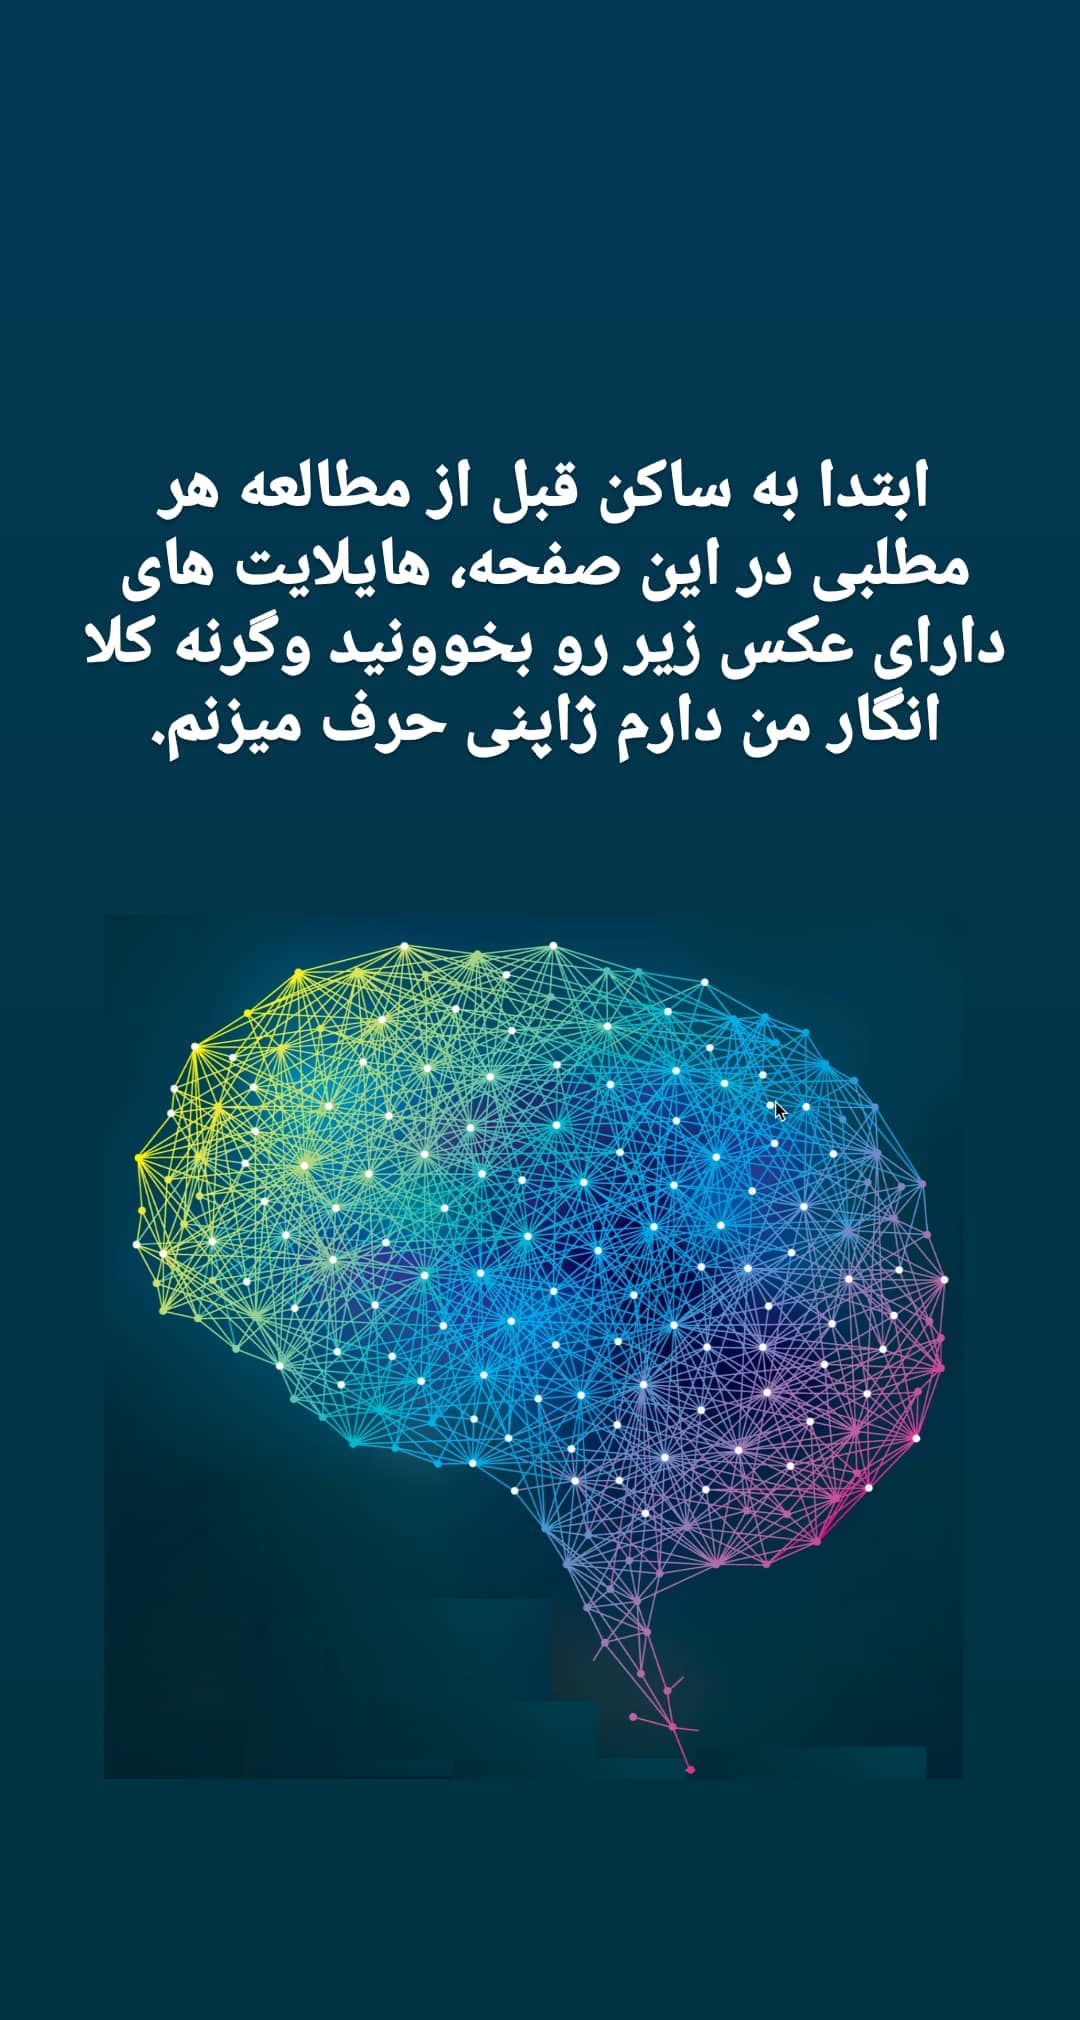 ابتدا به ساکن قبل از مطالعه هر
مطلبی در این صفحه، هایلایت های
دارای عکس زیر رو بخوونید وگرنه کلا
انگار من دارم ژاپنی حرف میزنم.